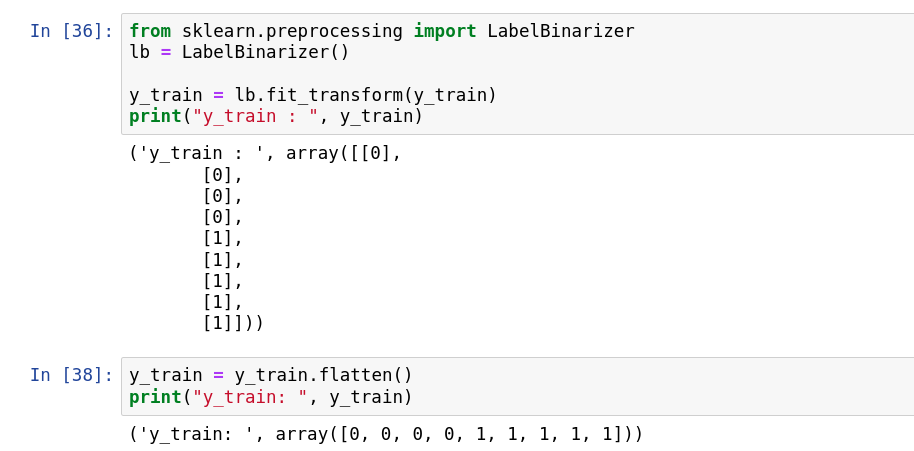 In [36]: from sklearn.preprocessing import LabelBinarizer
lb = LabelBinarizer()

y_train = lb.fit_transform(y_train)
print("y_train : ", y_train)
('y_train : ', array([[0],
       [0],
       [0],
       [0],
       [1],
       [1],
       [1],
       [1],
       [1]]))
In [38]: y_train = y_train.flatten()
print("y_train: ", y_train)
('y_train: ', array([0, 0, 0, 0, 1, 1, 1, 1, 1]))